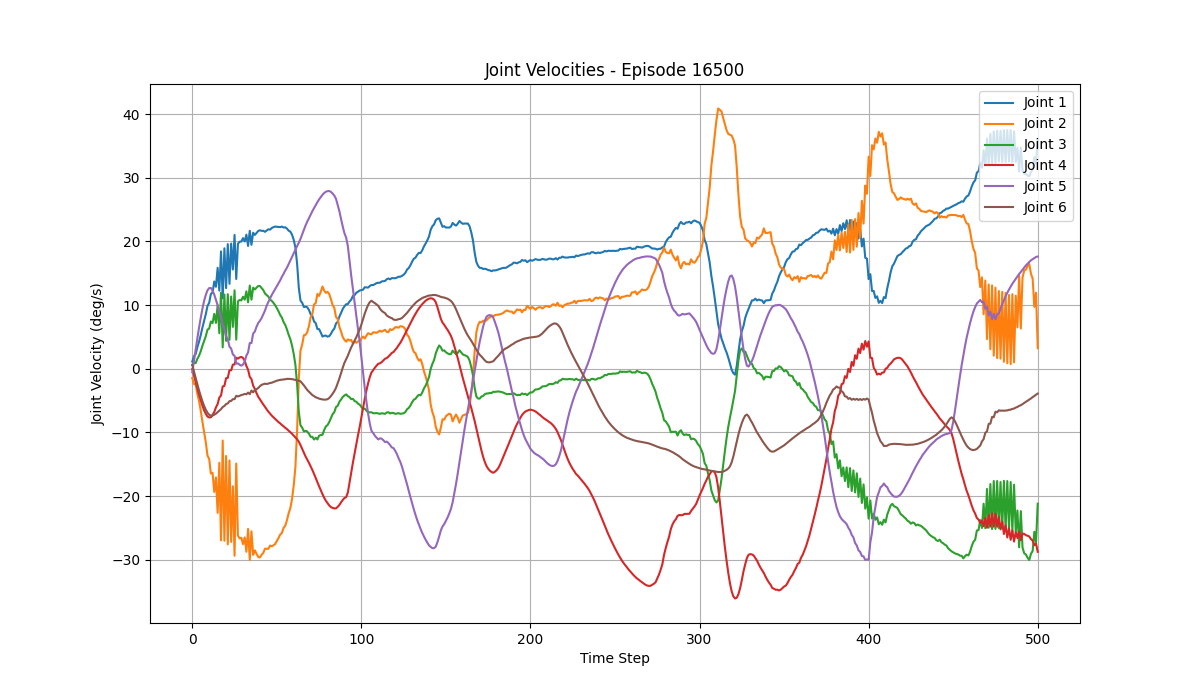 Joint Velocities - Episode 16500
Joint Velocity (deg/s)
40
30
20
10
0
−10
−20
−30
Joint 1
Joint 2
Joint 3
Joint 4
Joint 5
Joint 6
0
100
200
300
400
500
Time Step